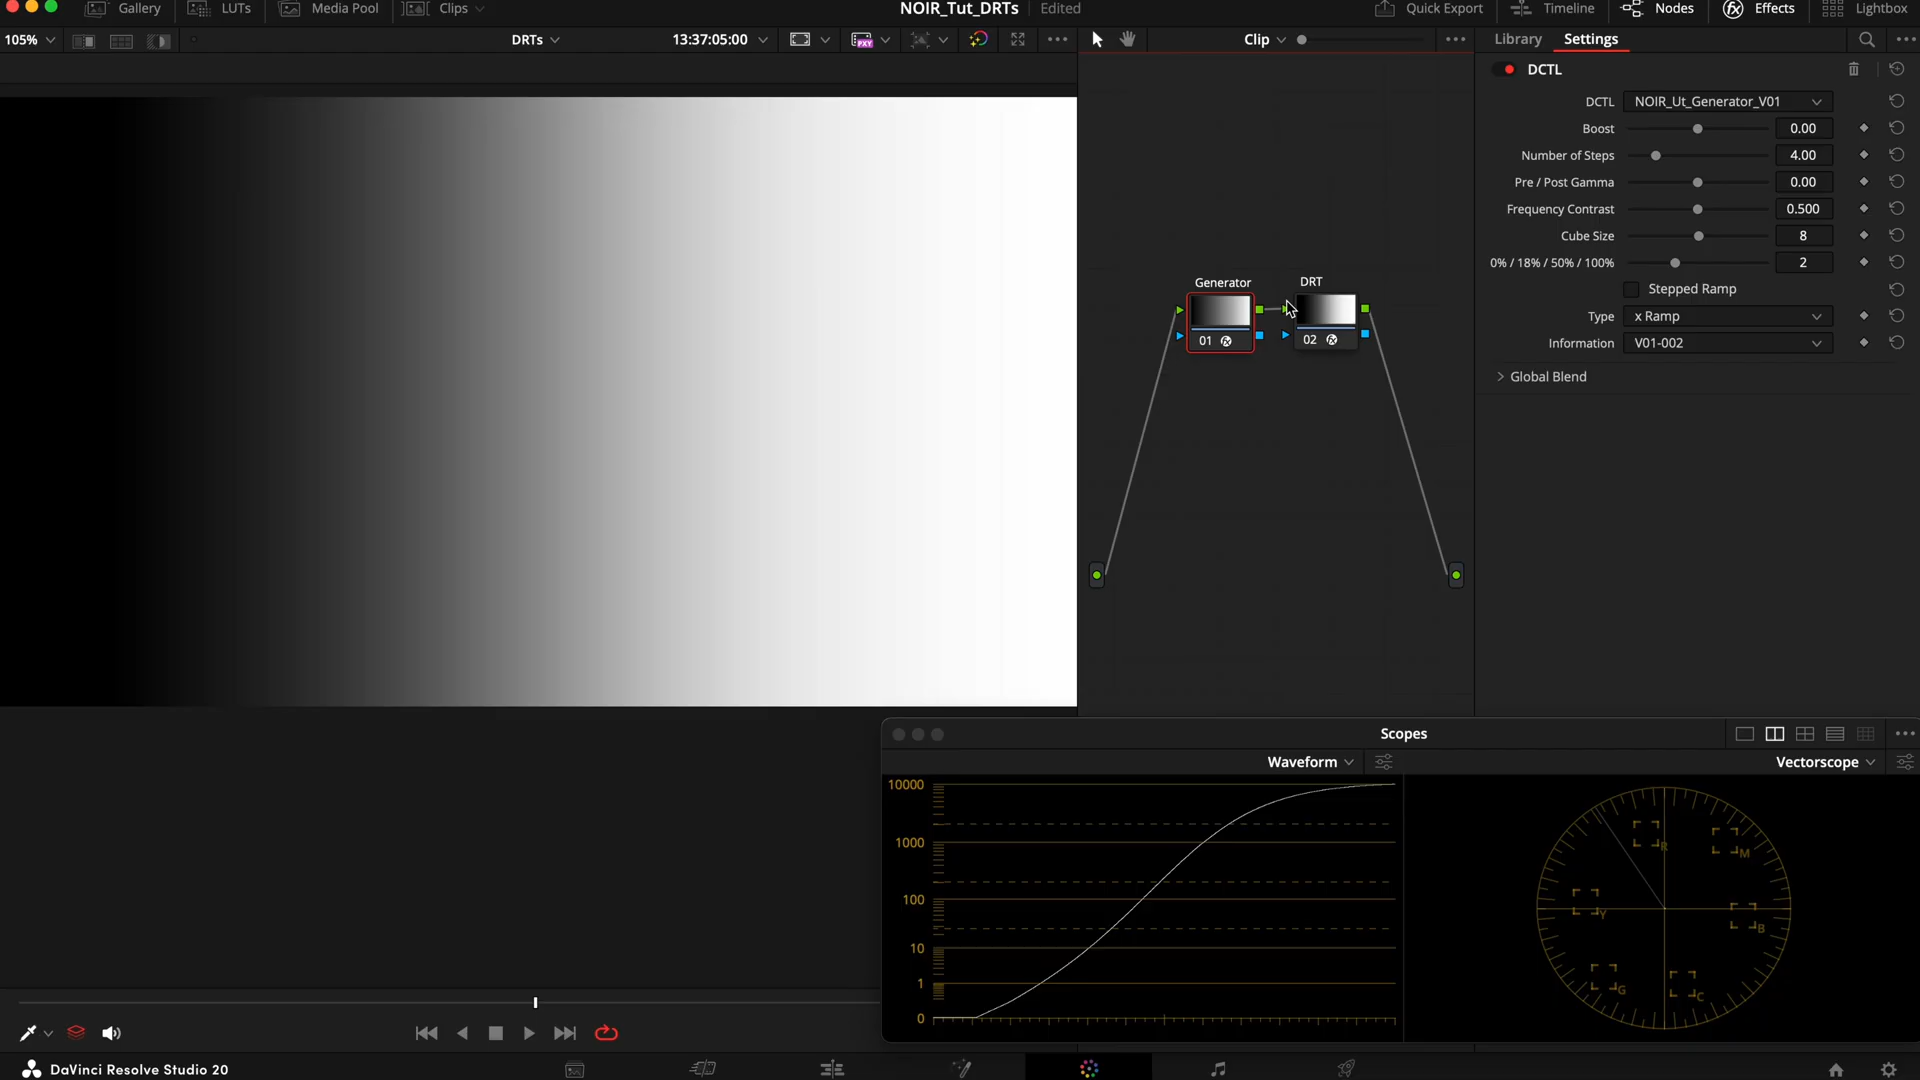 Gallery LUTs Media Pool Clips NOIR_Tut_DRTs Edited Quick Export Timeline Nodes Effects Lightbox
105% DRTs 13:37:05:00 PXY Clip Library Settings
DCTL
DCTL NOIR_Ut_Generator_V01
Boost 0.00
Number of Steps 4.00
Pre / Post Gamma 0.00
Frequency Contrast 0.500
Cube Size 8
0% / 18% / 50% / 100% 2
Stepped Ramp
Type x Ramp
Information V01-002
Global Blend
Generator DRT
01 fx 02 fx
Scopes
Waveform Vectorscope
10000
1000
100
10
1
0
R
M
Y
B
G
C
DaVinci Resolve Studio 20